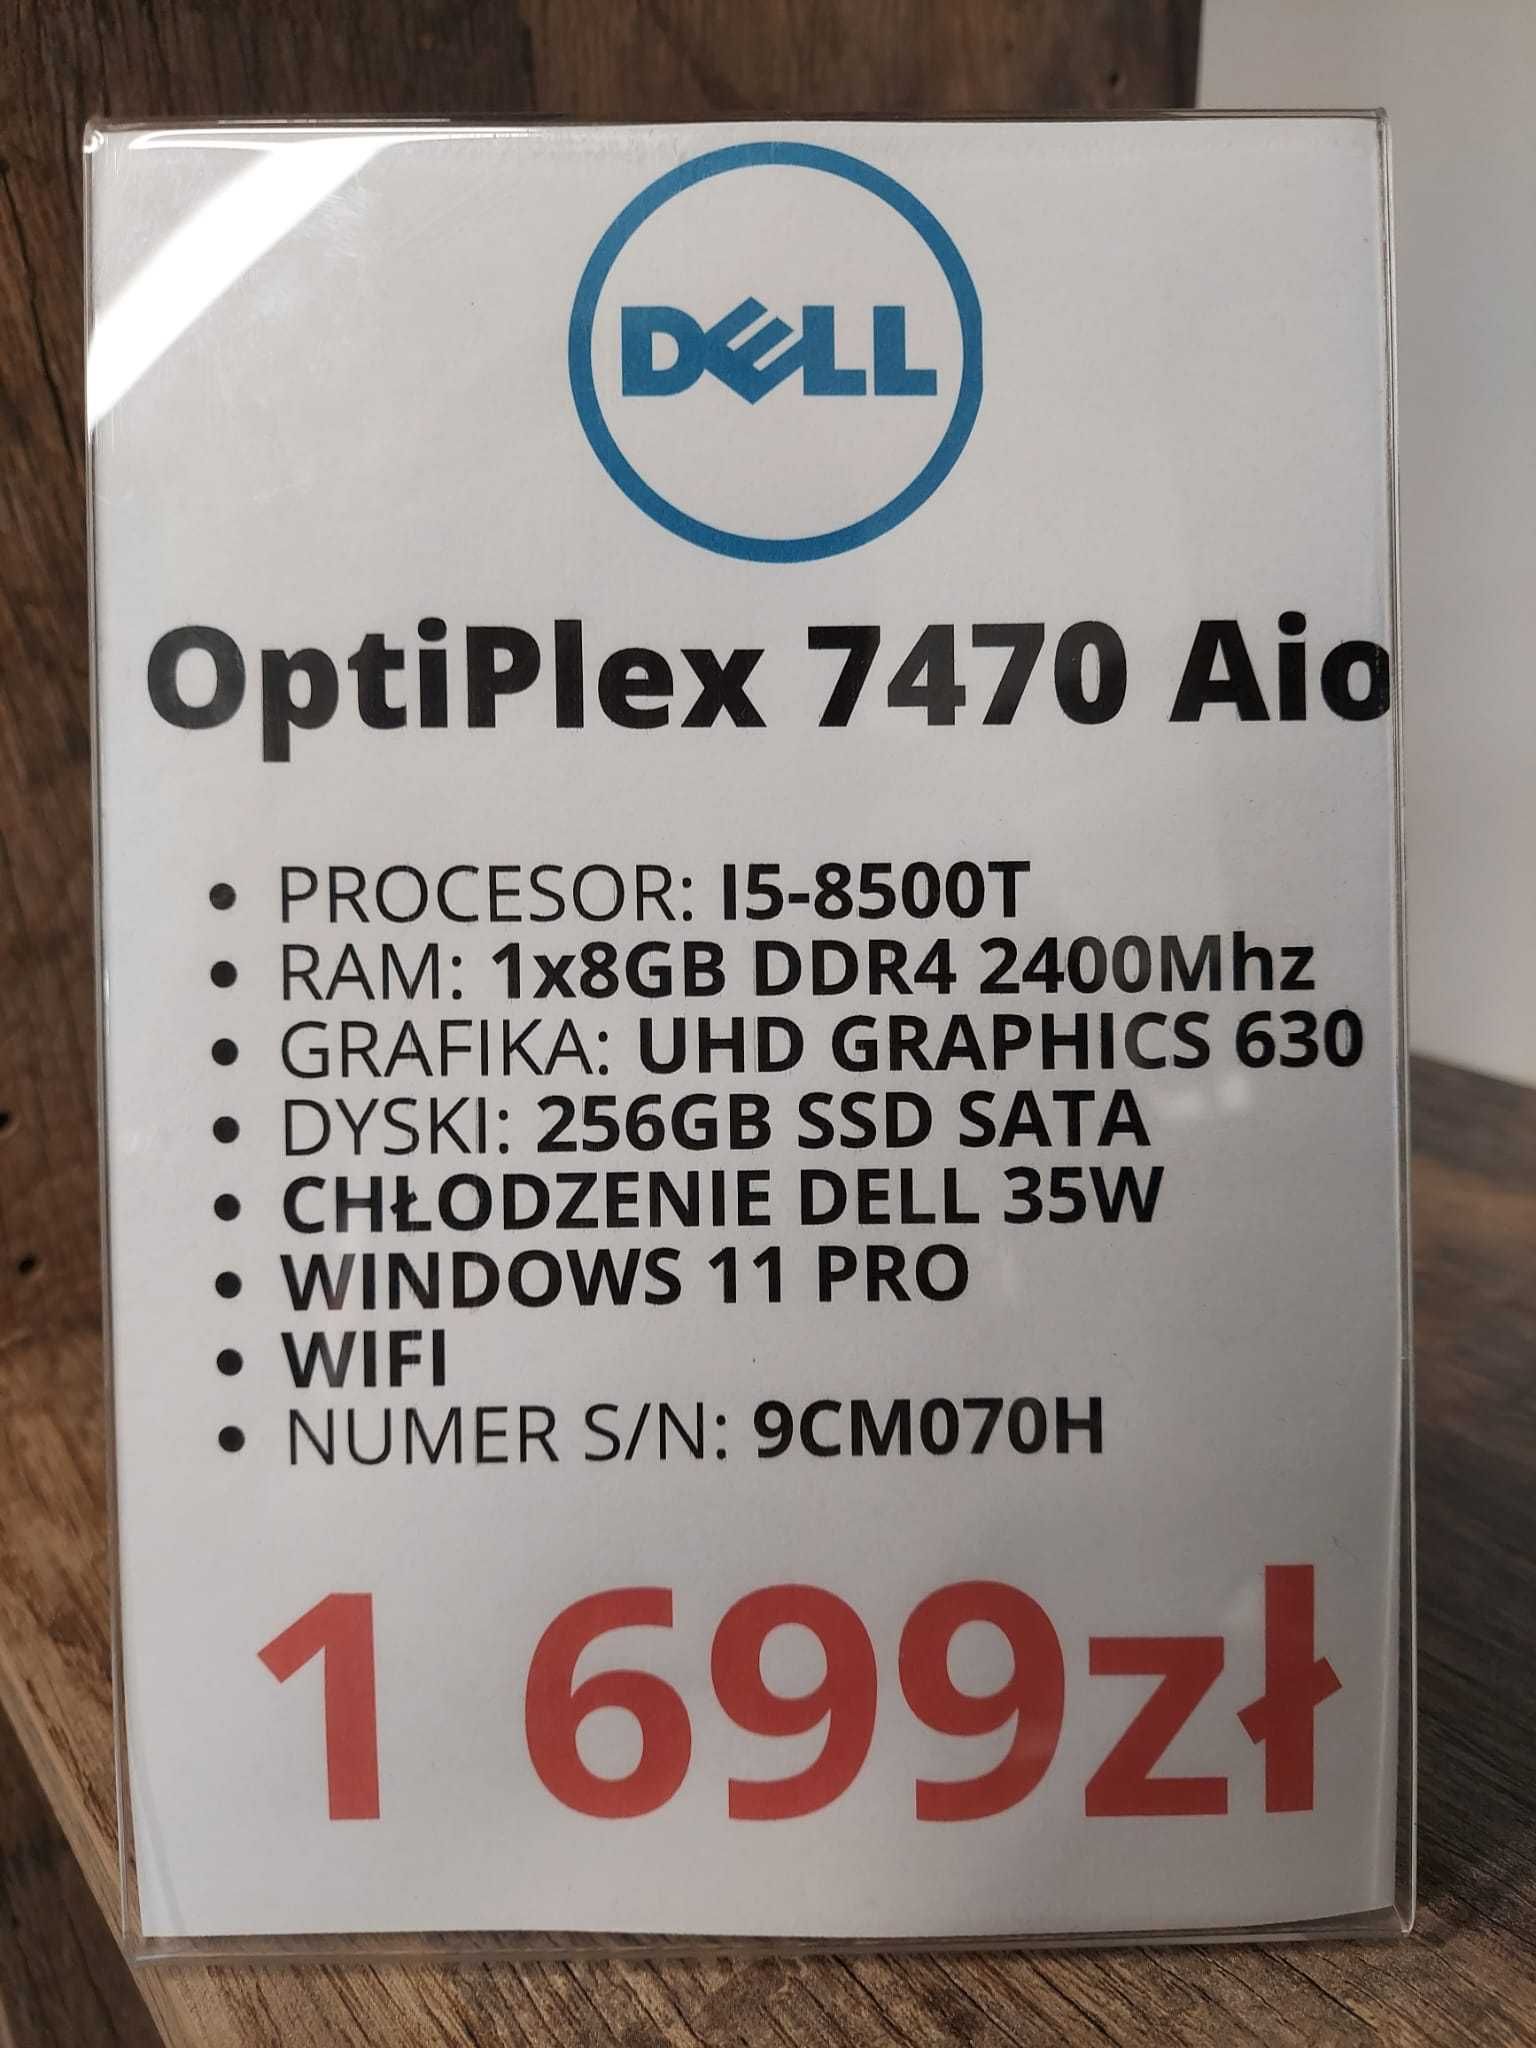 DELL
OptiPlex 7470 Aio
• PROCESOR: I5-8500T
• RAM: 1x8GB DDR4 2400Mhz
• GRAFIKA: UHD GRAPHICS 630
• DYSKI: 256GB SSD SATA
• CHŁODZENIE DELL 35W
• WINDOWS 11 PRO
• WIFI
• NUMER S/N: 9CM070H
1 699zł